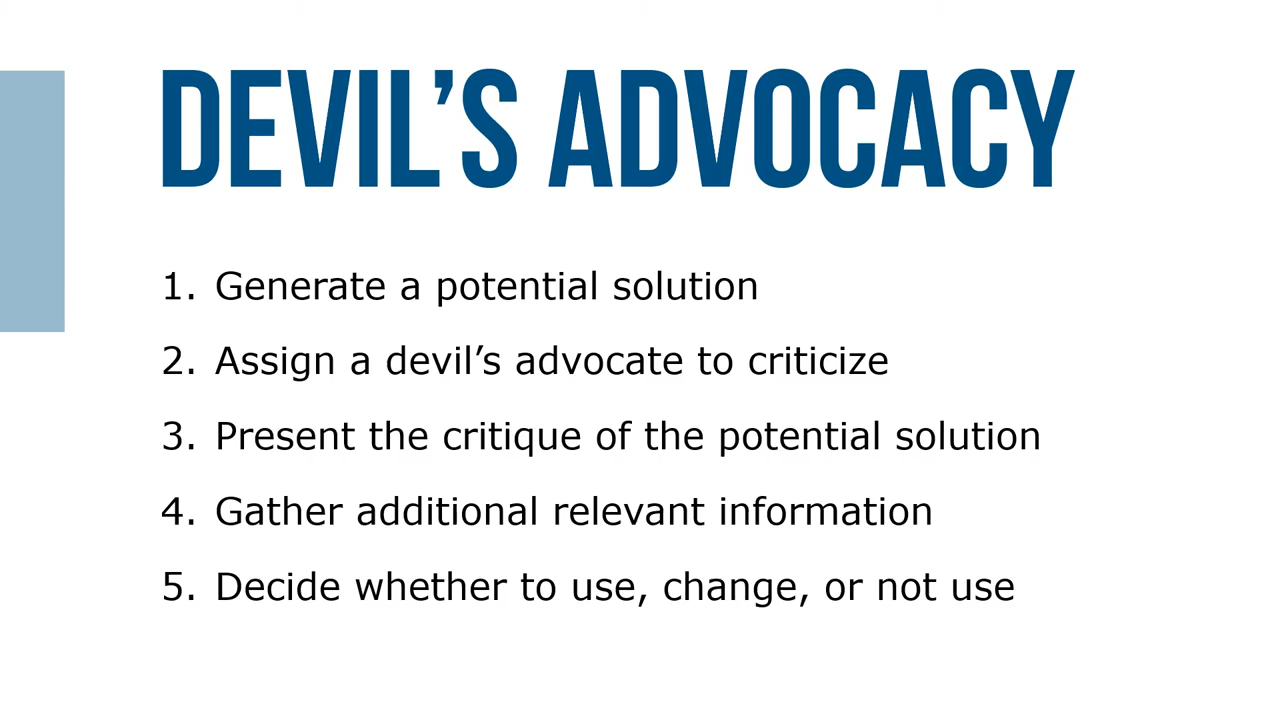 DEVIL’S ADVOCACY
1. Generate a potential solution
2. Assign a devil’s advocate to criticize
3. Present the critique of the potential solution
4. Gather additional relevant information
5. Decide whether to use, change, or not use